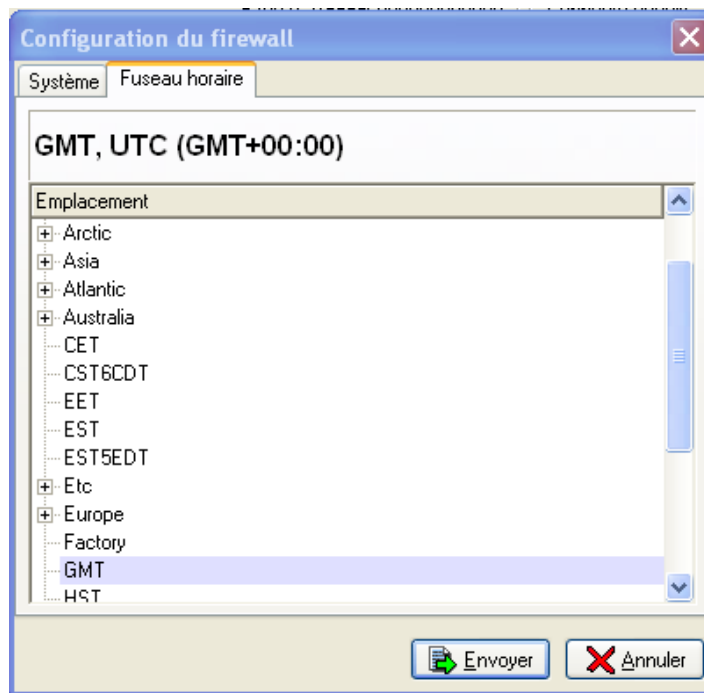 Configuration du firewall
Système
Fuseau horaire
GMT, UTC (GMT+00:00)
Emplacement
Arctic
Asia
Atlantic
Australia
CET
CST6CDT
EET
EST
EST5EDT
Etc
Europe
Factory
GMT
HST
Envoyer
Annuler